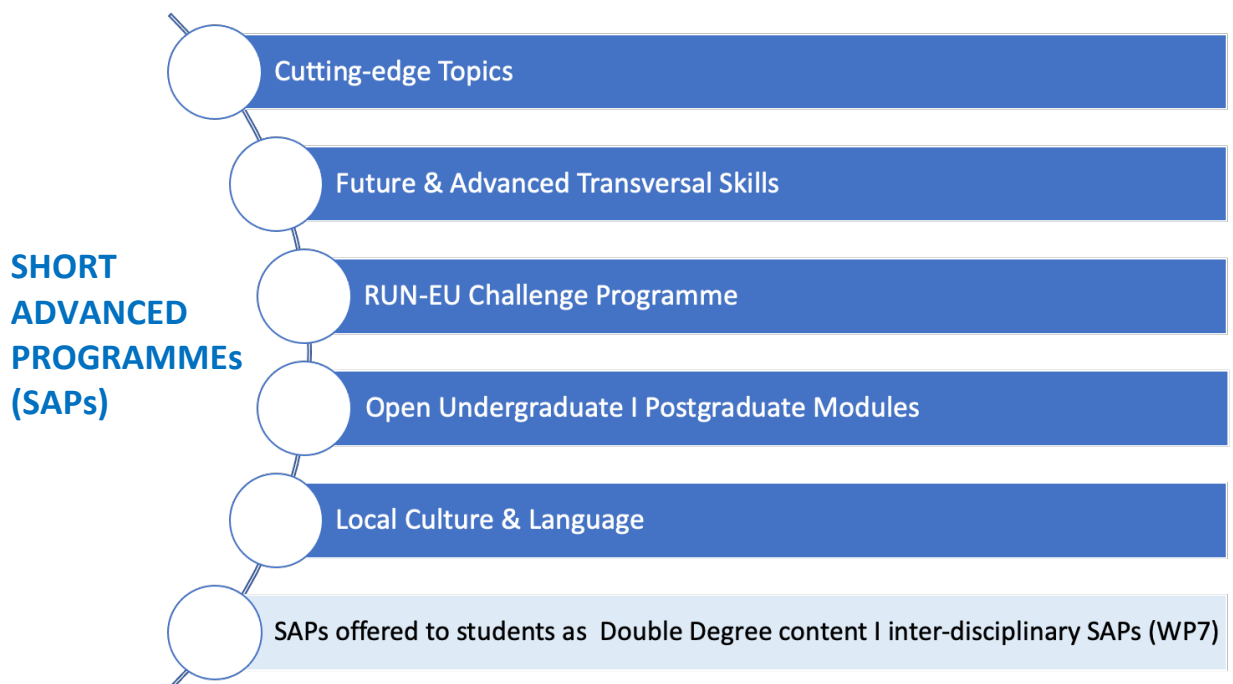 Cutting-edge Topics
Future & Advanced Transversal Skills
SHORT
ADVANCED
PROGRAMMEs
(SAPs)
RUN-EU Challenge Programme
Open Undergraduate I Postgraduate Modules
Local Culture & Language
SAPs offered to students as  Double Degree content I inter-disciplinary SAPs (WP7)